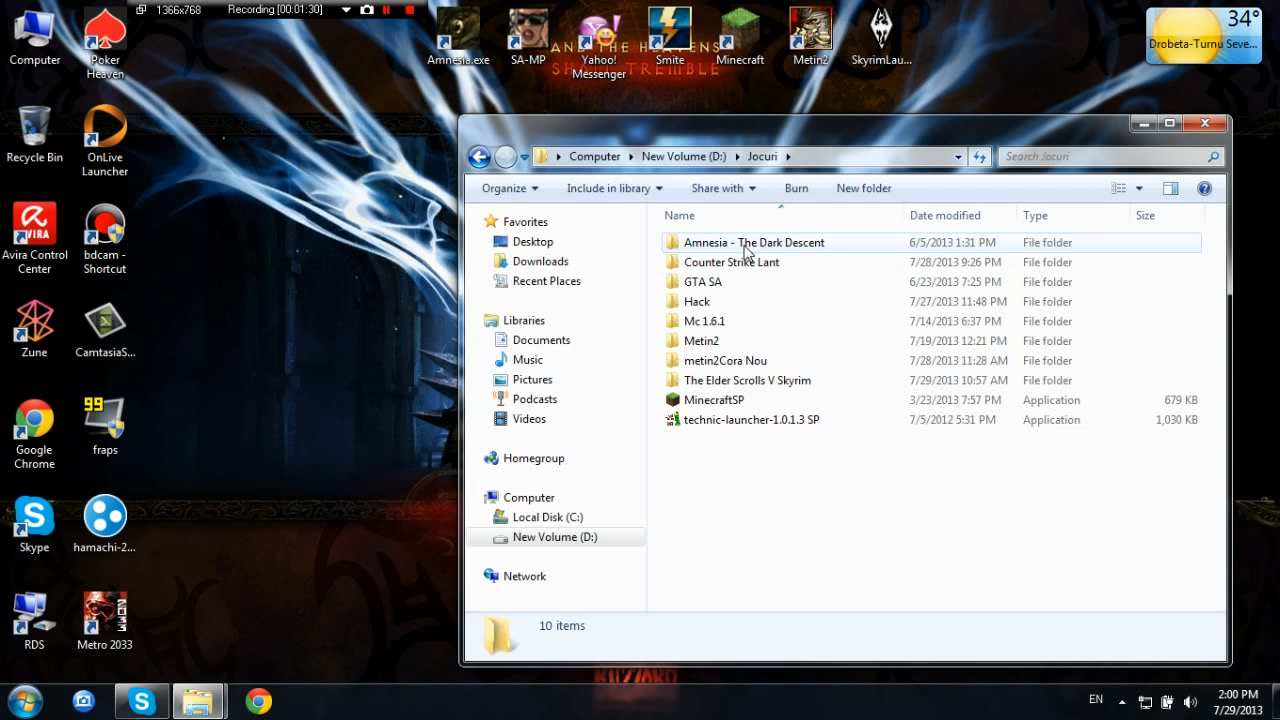 1366x768 Recording [00:01:30]
Computer
Poker
Heaven
Amnesia.exe
SA-MP
Yahoo!
Messenger
Smite
Minecraft
Metin2
SkyrimLau...
AND THE HEAVENS
SHALL TREMBLE
34°
Drobeta-Turnu Seve...
Recycle Bin
OnLive
Launcher
Avira Control
Center
bdcam -
Shortcut
Zune
CamtasiaS...
Google
Chrome
99
fraps
Skype
hamachi-2...
RDS
2033
Metro 2033
Computer
New Volume (D:)
Jocuri
Search Jocuri
Organize
Include in library
Share with
Burn
New folder
Favorites
Desktop
Downloads
Recent Places
Libraries
Documents
Music
Pictures
Podcasts
Videos
Homegroup
Computer
Local Disk (C:)
New Volume (D:)
Network
Name Date modified Type Size
Amnesia - The Dark Descent 6/5/2013 1:31 PM File folder
Counter Strike Lant 7/28/2013 9:26 PM File folder
GTA SA 6/23/2013 7:25 PM File folder
Hack 7/27/2013 11:48 PM File folder
Mc 1.6.1 7/14/2013 6:37 PM File folder
Metin2 7/19/2013 12:21 PM File folder
metin2Cora Nou 7/28/2013 11:28 AM File folder
The Elder Scrolls V Skyrim 7/29/2013 10:57 AM File folder
MinecraftSP 3/23/2013 7:57 PM Application 679 KB
technic-launcher-1.0.1.3 SP 7/5/2012 5:31 PM Application 1,030 KB
10 items
EN
2:00 PM
7/29/2013